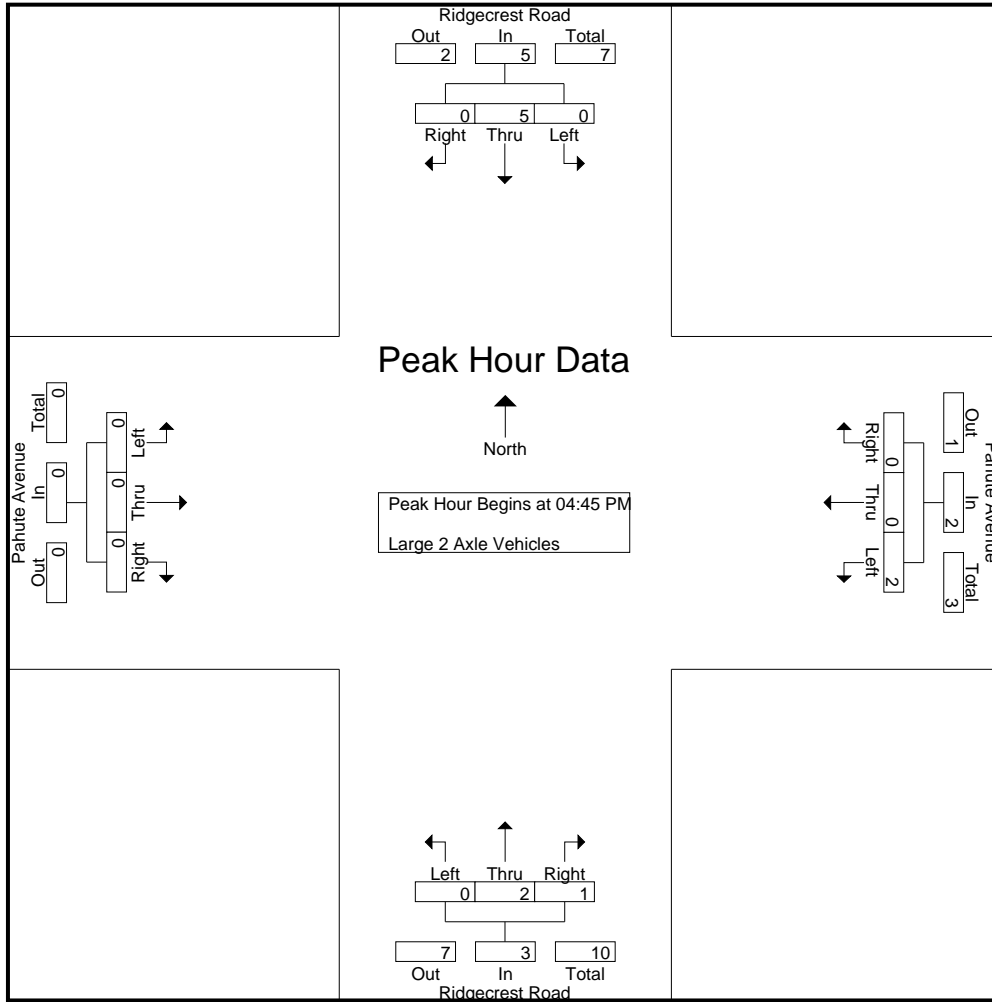 Ridgecrest Road
Out In Total
2 5 7
0 5 0
Right Thru Left
Peak Hour Data
North
Peak Hour Begins at 04:45 PM
Large 2 Axle Vehicles
Pahute Avenue
Total In Out
0 0 0
0 0 0
Left Thru Right
Right Thru Left
0 0 2
Out In Total
1 2 3
Pahute Avenue
Left Thru Right
0 2 1
7 3 10
Out In Total
Ridgecrest Road